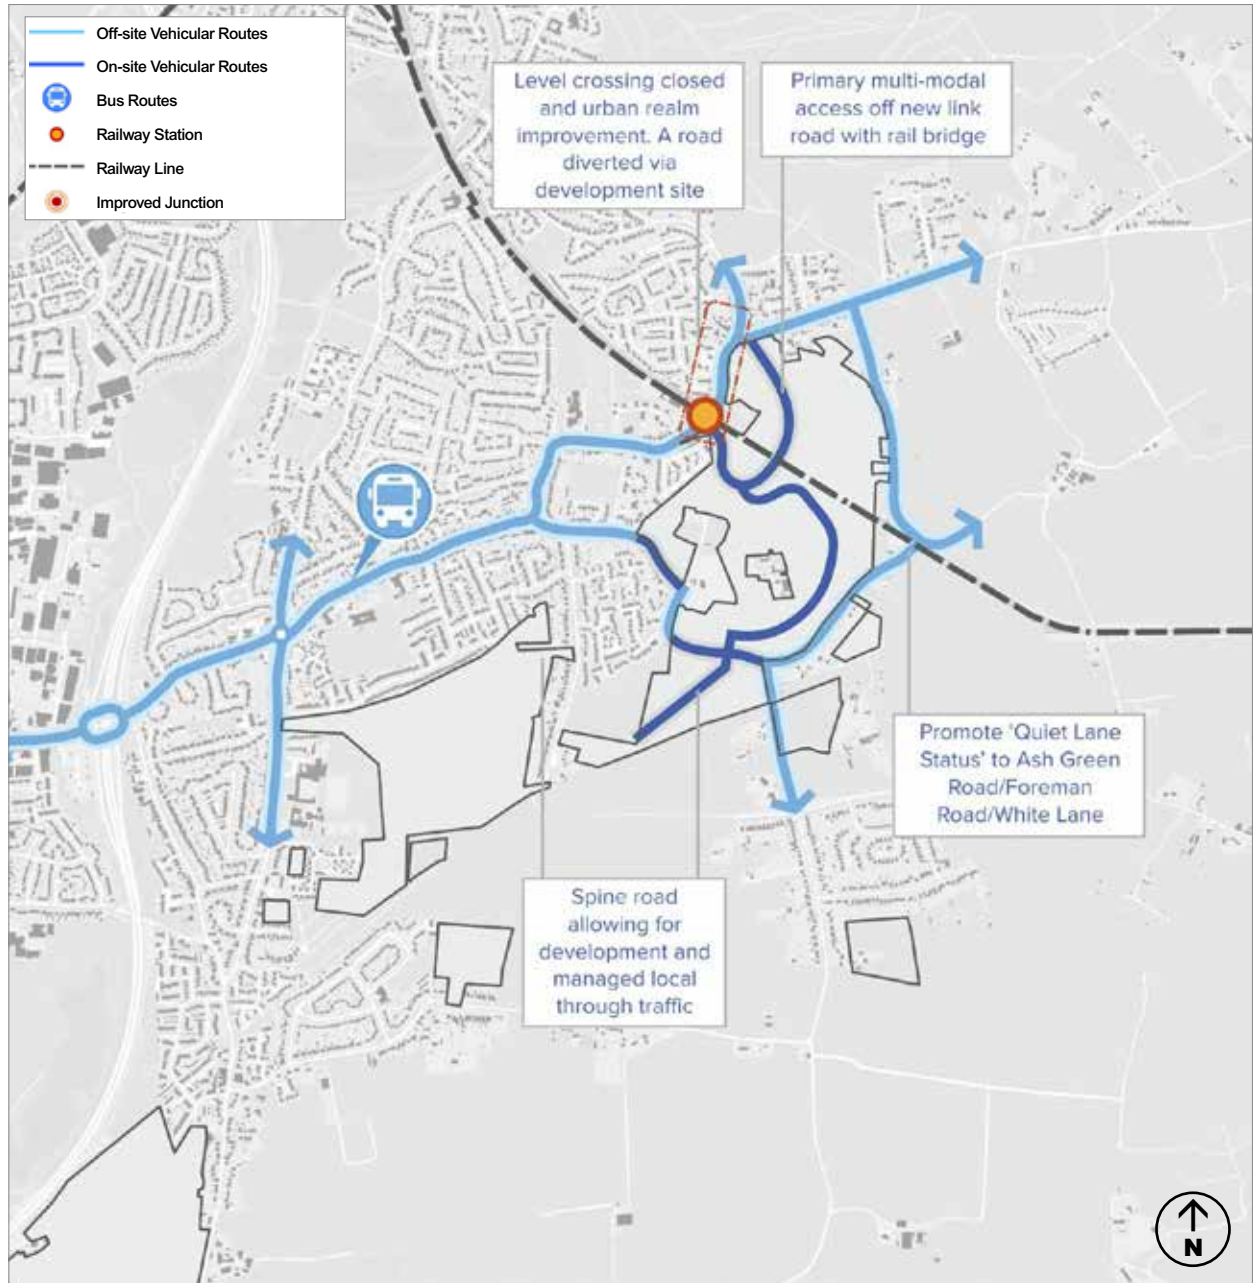 Off-site Vehicular Routes
On-site Vehicular Routes
Bus Routes
Railway Station
Railway Line
Improved Junction
Level crossing closed
and urban realm
improvement. A road
diverted via
development site
Primary multi-modal
access off new link
road with rail bridge
Promote 'Quiet Lane
Status' to Ash Green
Road/Foreman
Road/White Lane
Spine road
allowing for
development and
managed local
through traffic
N